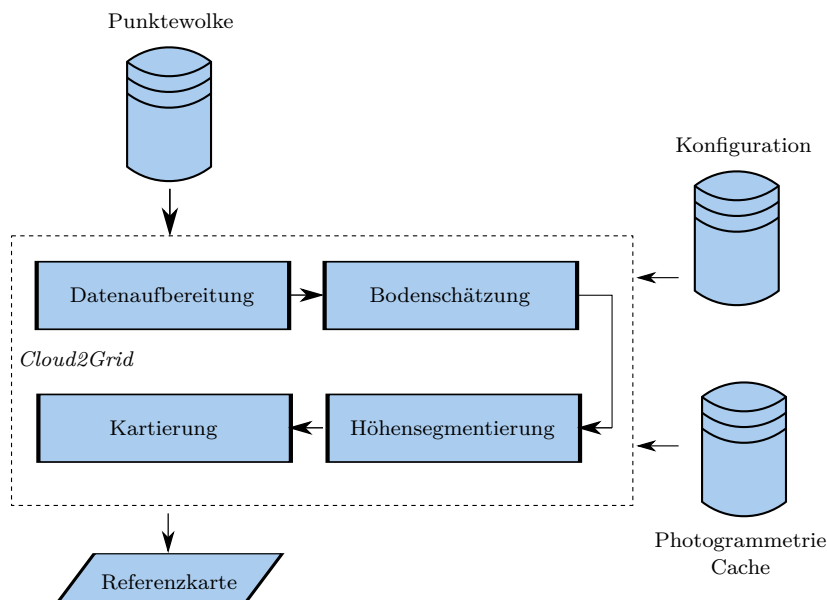 Punktewolke
Konfiguration
Datenaufbereitung
Bodenschätzung
Cloud2Grid
Kartierung
Höhensegmentierung
Photogrammetrie
Cache
Referenzkarte